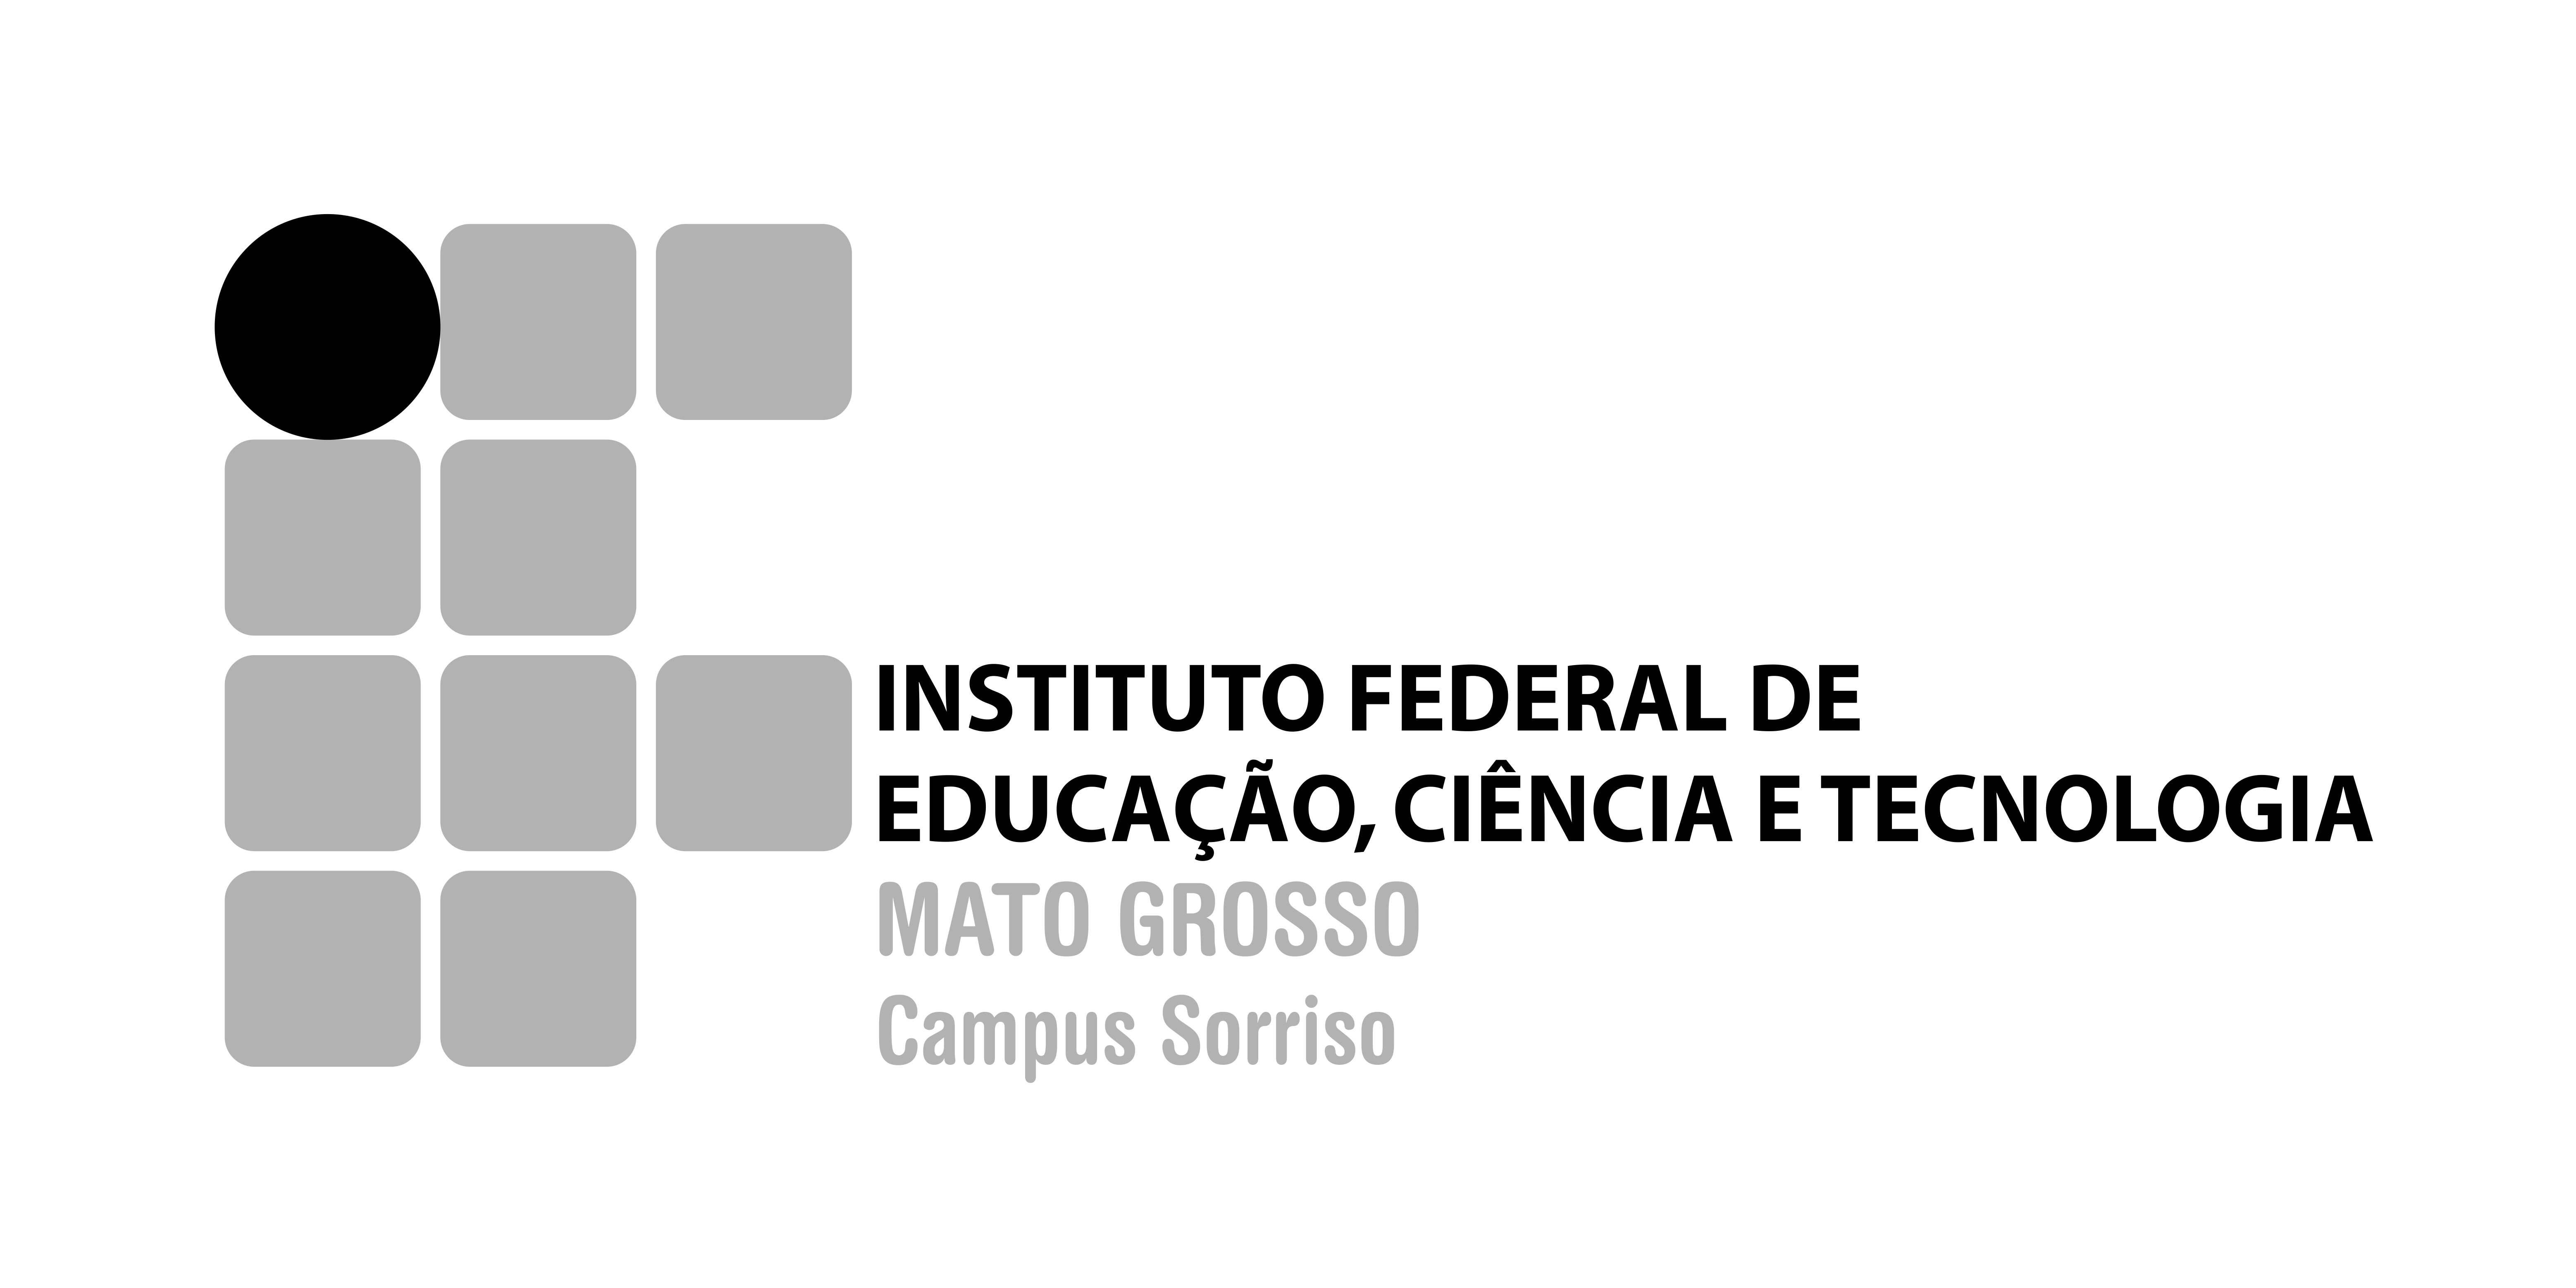 INSTITUTO FEDERAL DE
EDUCAÇÃO, CIÊNCIA E TECNOLOGIA
MATO GROSSO
Campus Sorriso